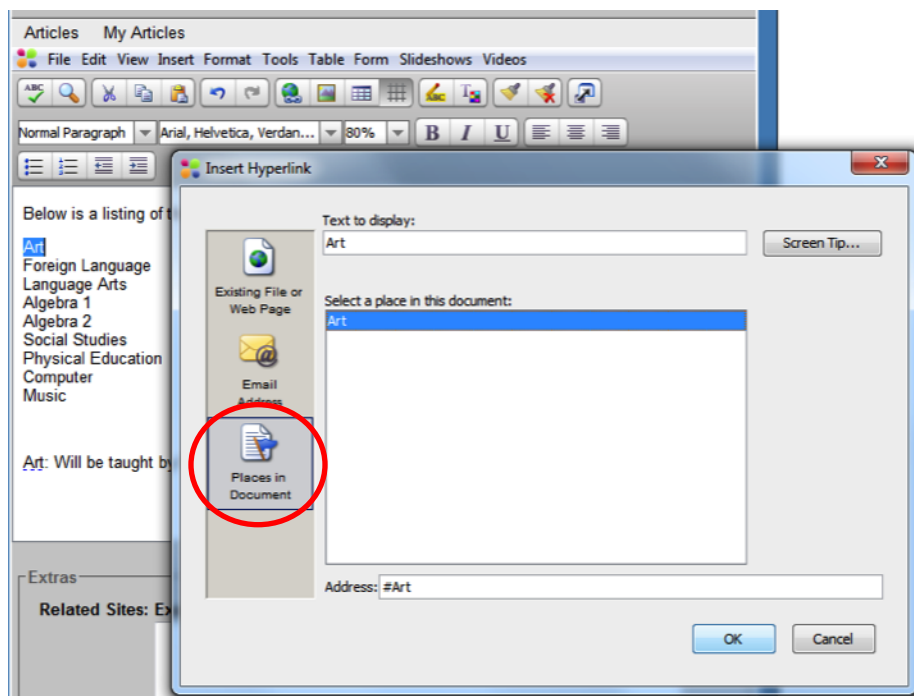 Articles My Articles
File Edit View Insert Format Tools Table Form Slideshows Videos
ABC
Normal Paragraph Arial, Helvetica, Verdan... 80% B I U
Insert Hyperlink
Below is a listing of
Text to display:
Art
Screen Tip...
Existing File or
Web Page
Select a place in this document:
Art
Email
Address
Places in
Document
Address: #Art
OK Cancel
Art
Foreign Language
Language Arts
Algebra 1
Algebra 2
Social Studies
Physical Education
Computer
Music
Art: Will be taught by
Extras
Related Sites: